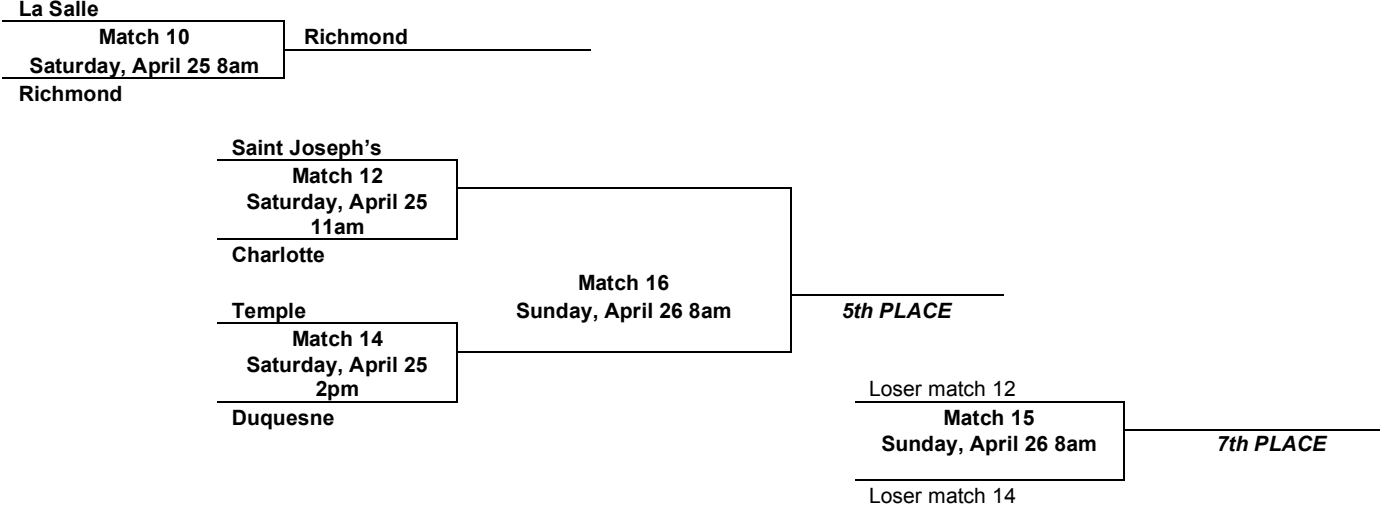 La Salle
Match 10
Richmond
Saturday, April 25 8am
Richmond
Saint Joseph’s
Match 12
Saturday, April 25
11am
Charlotte
Match 16
Temple
Sunday, April 26 8am
5th PLACE
Match 14
Saturday, April 25
2pm
Loser match 12
Duquesne
Match 15
Sunday, April 26 8am
7th PLACE
Loser match 14